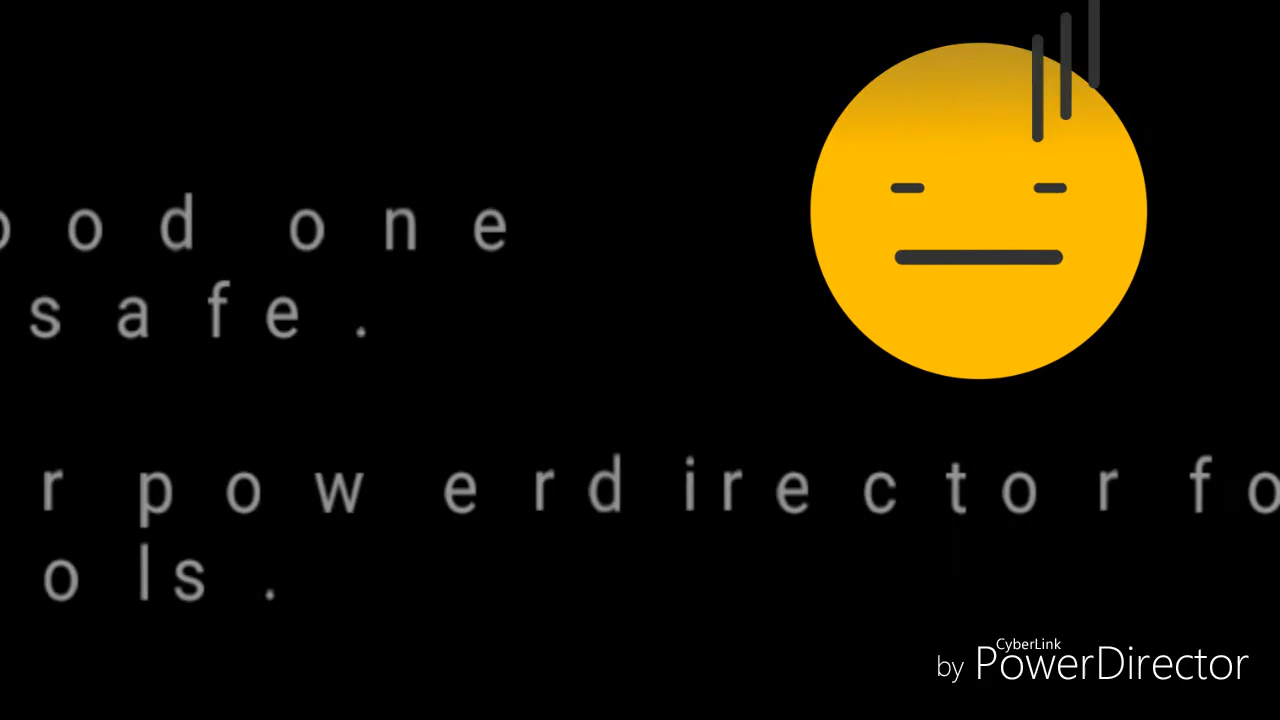 ood one
safe.
r powerdirector fo
ols.
by CyberLink PowerDirector